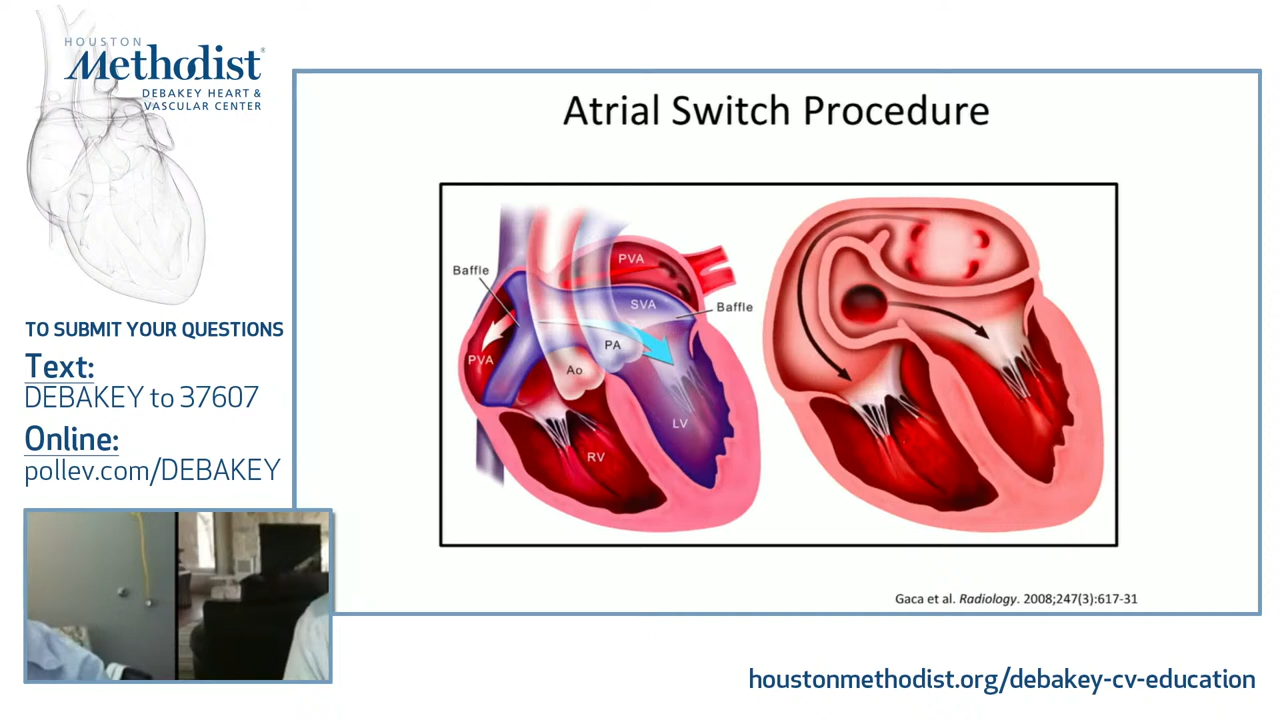 HOUSTON
Methodist®
DEBAKEY HEART &
VASCULAR CENTER
TO SUBMIT YOUR QUESTIONS
Text:
DEBAKEY to 37607
Online:
pollev.com/DEBAKEY
Atrial Switch Procedure
Baffle
PVA
SVA
Baffle
PA
PVA
Ao
LV
RV
Gaca et al. Radiology. 2008;247(3):617-31
houstonmethodist.org/debakey-cv-education